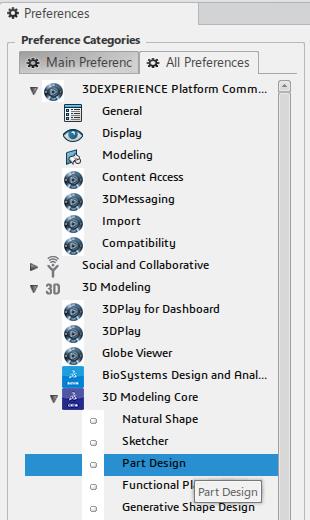 Preferences
Preference Categories
Main Preferenc
All Preferences
3DEXPERIENCE Platform Comm...
General
Display
Modeling
Content Access
3DMessaging
Import
Compatibility
Social and Collaborative
3D 3D Modeling
3DPlay for Dashboard
3DPlay
Globe Viewer
BioSystems Design and Anal...
3D Modeling Core
Natural Shape
Sketcher
Part Design
Functional Pl
Part Design
Generative Shape Design